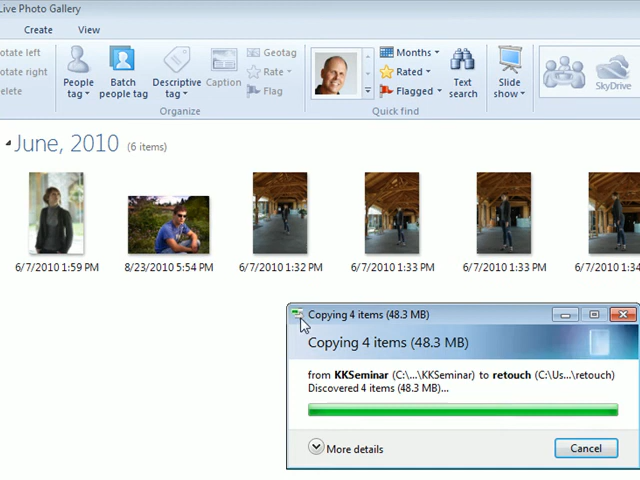 Live Photo Gallery
Create View
otate left
otate right
elete
People tag
Batch people tag
Descriptive tag
Caption
Geotag
Rate
Flag
Organize
Months
Rated
Flagged
Text search
Quick find
Slide show
SkyDrive
June, 2010 (6 items)
6/7/2010 1:59 PM 8/23/2010 5:54 PM 6/7/2010 1:32 PM 6/7/2010 1:33 PM 6/7/2010 1:33 PM 6/7/2010 1:34
Copying 4 items (48.3 MB)
Copying 4 items (48.3 MB)
from KKSeminar (C:\...\KKSeminar) to retouch (C:\Us...\retouch)
Discovered 4 items (48.3 MB)...
More details
Cancel